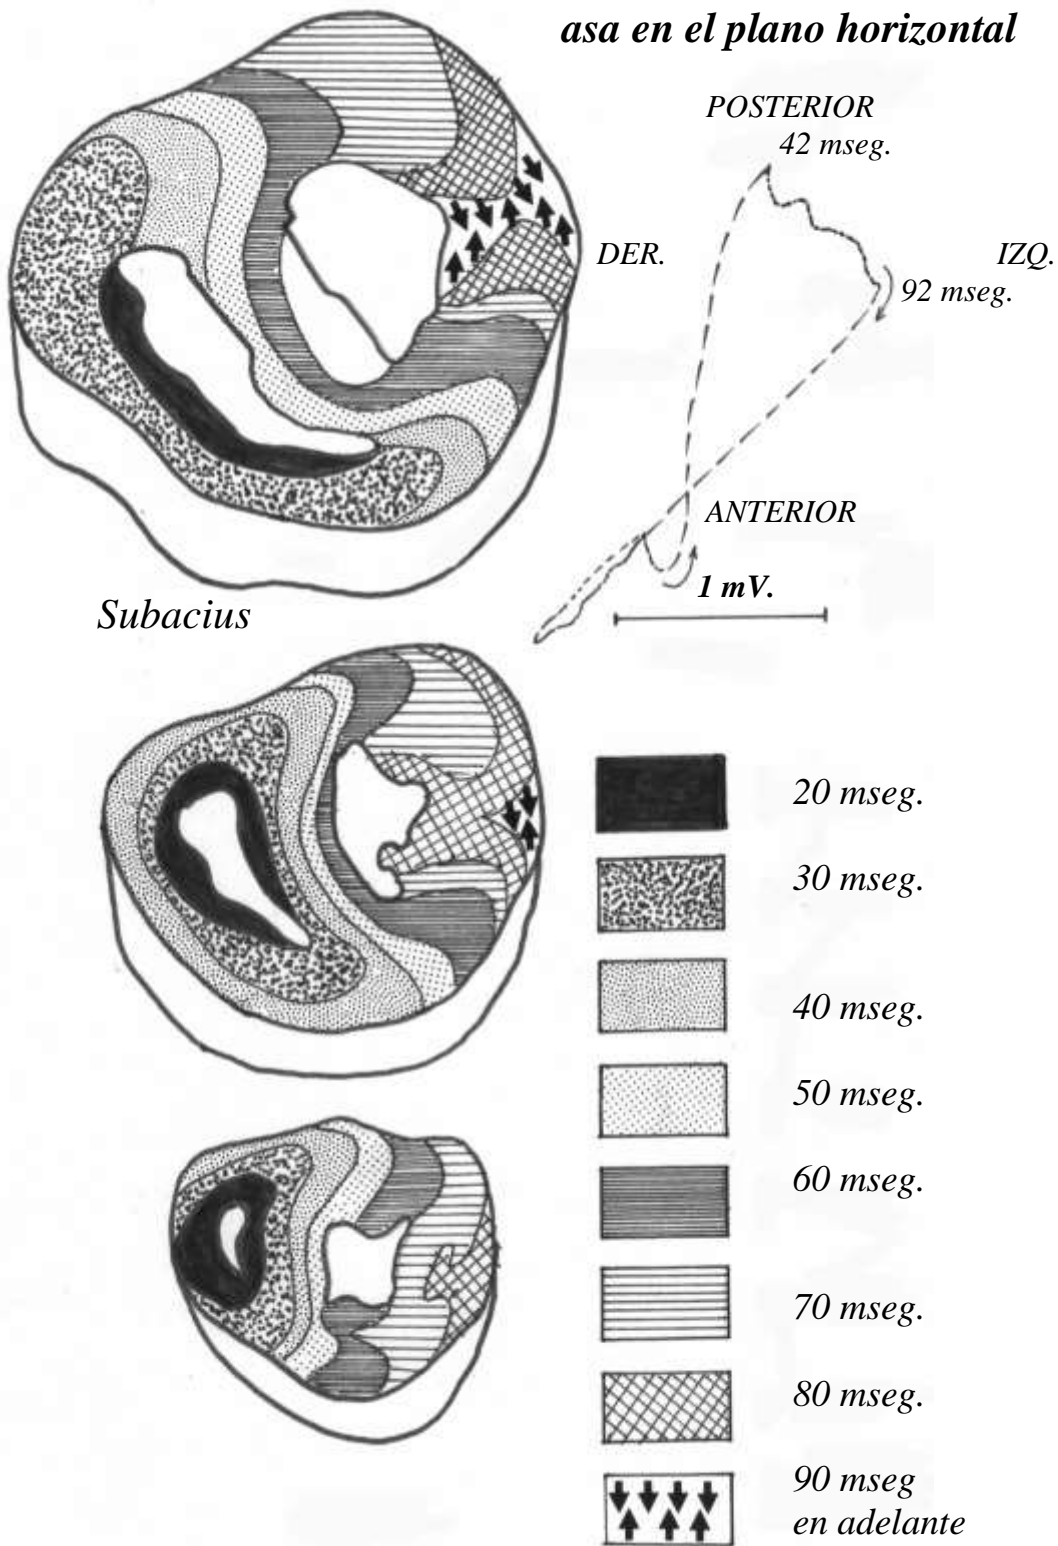 asa en el plano horizontal
POSTERIOR
42 mseg.
DER.
IZQ.
92 mseg.
ANTERIOR
1 mV.
Subacius
20 mseg.
30 mseg.
40 mseg.
50 mseg.
60 mseg.
70 mseg.
80 mseg.
90 mseg
en adelante